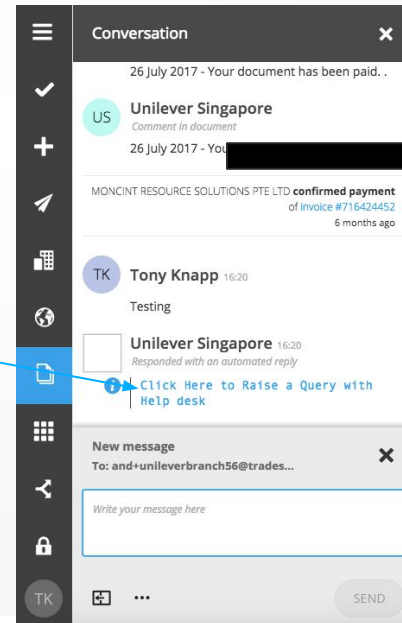 Conversation
26 July 2017 - Your document has been paid. .
US
Unilever Singapore
Comment in document
26 July 2017 - You
MONCINT RESOURCE SOLUTIONS PTE LTD confirmed payment
of invoice #716424452
6 months ago
TK
Tony Knapp 16:20
Testing
Unilever Singapore 16:20
Responded with an automated reply
Click Here to Raise a Query with
Help desk
New message
To: and+unileverbranch56@trades...
Write your message here
TK
SEND